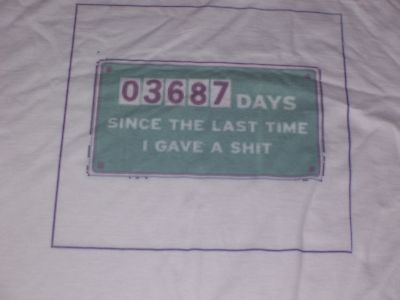 03687 DAYS
SINCE THE LAST TIME
I GAVE A SHIT